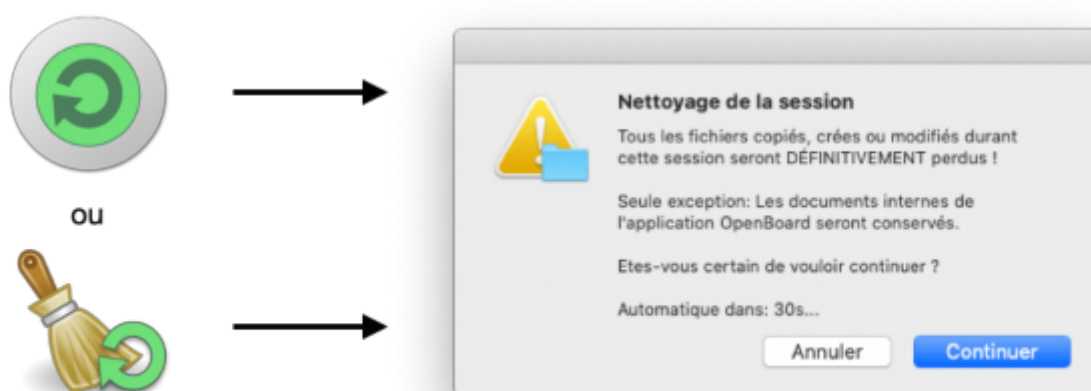 ou
Nettoyage de la session
Tous les fichiers copiés, crées ou modifiés durant
cette session seront DÉFINITIVEMENT perdus !
Seule exception: Les documents internes de
l'application OpenBoard seront conservés.
Etes-vous certain de vouloir continuer ?
Automatique dans: 30s...
Annuler
Continuer